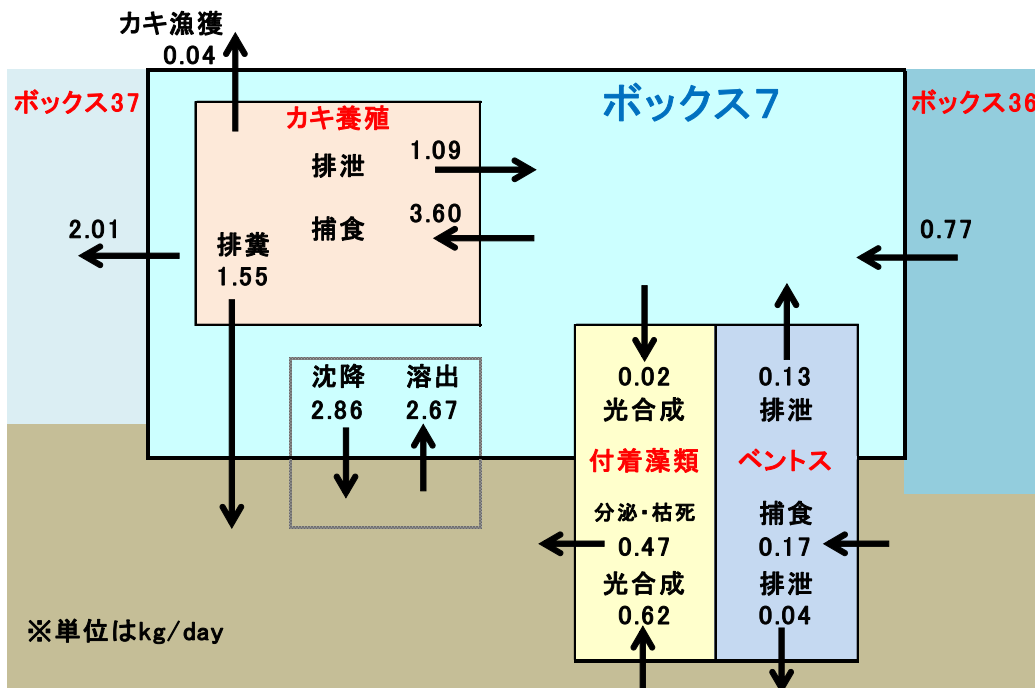 カキ漁獲
0.04
ボックス37
ボックス7
ボックス36
カキ養殖
排泄
1.09
捕食
3.60
排糞
1.55
2.01
0.77
沈降
2.86
溶出
2.67
0.02
光合成
付着藻類
分泌・枯死
0.47
光合成
0.62
0.13
排泄
ベントス
捕食
0.17
排泄
0.04
※単位はkg/day